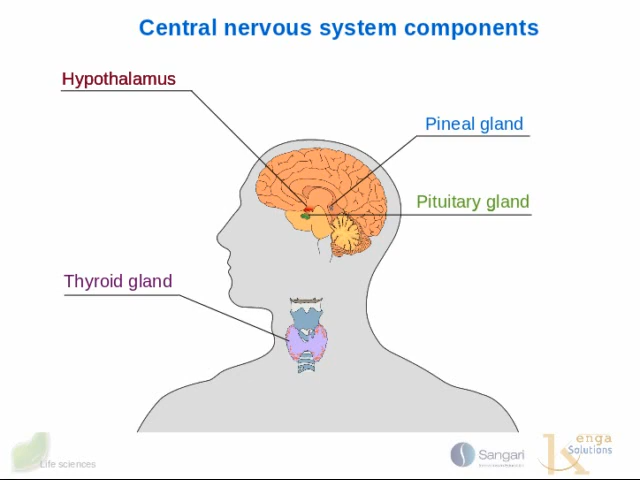 Central nervous system components
Hypothalamus
Pineal gland
Pituitary gland
Thyroid gland
Life sciences
Sangari
K enga
Solutions